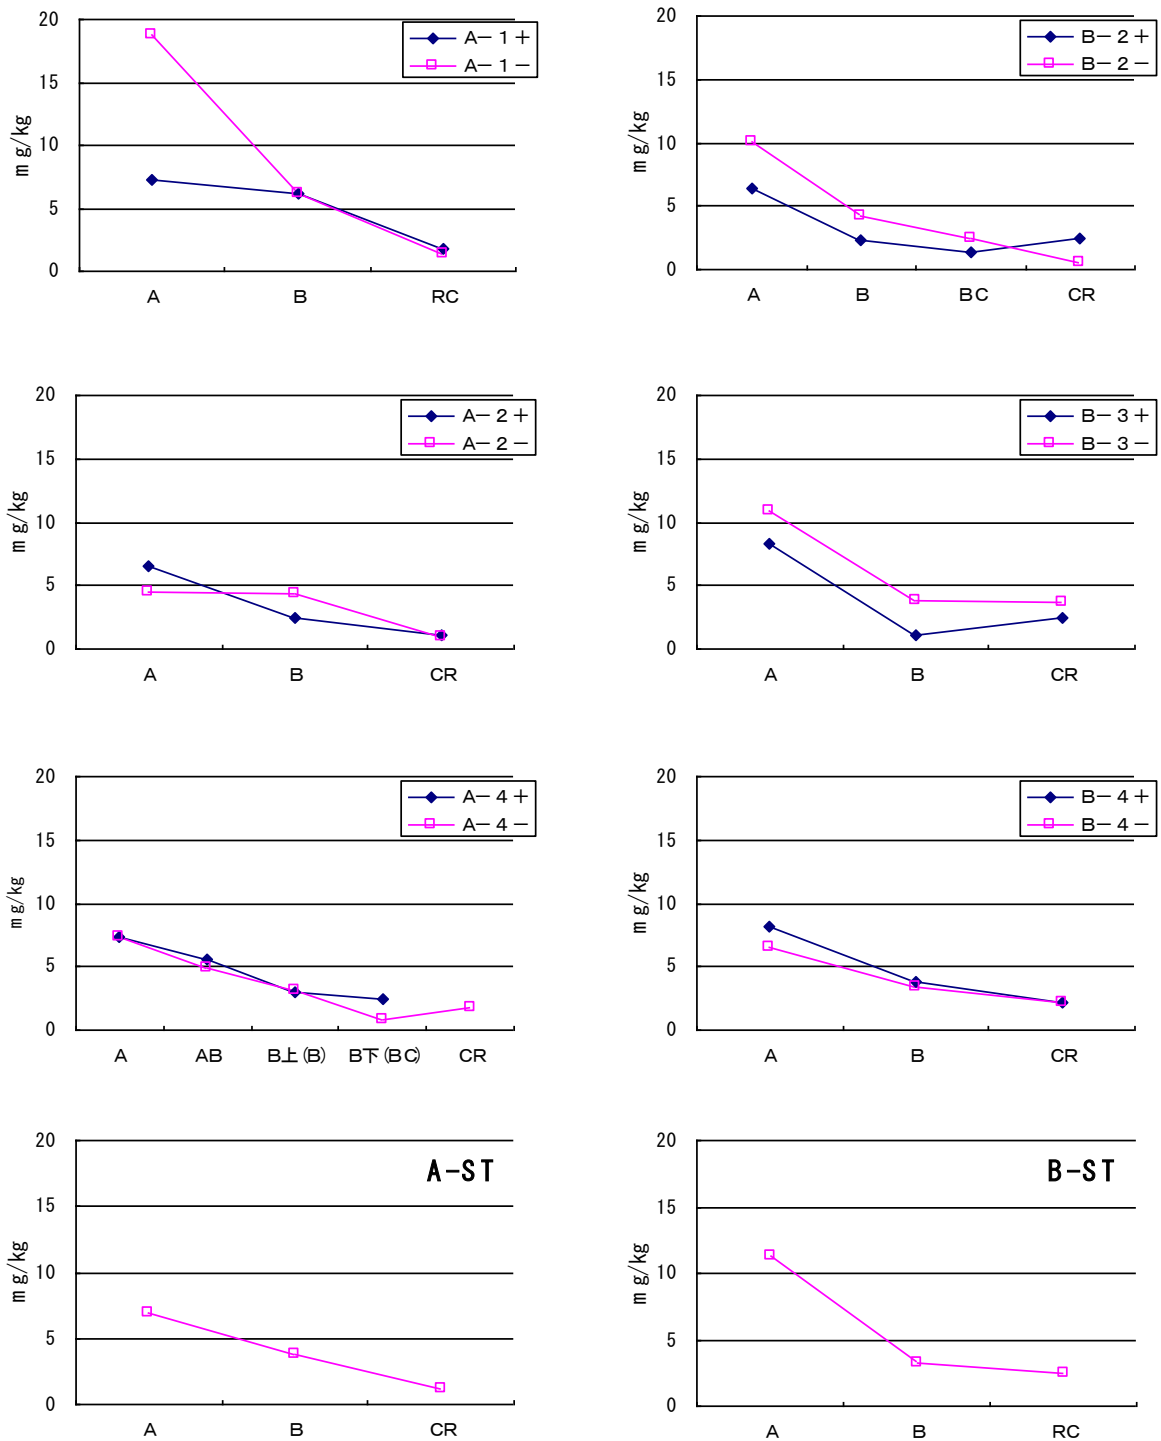 20
15
10
5
0
mg/kg
A-1+
A-1-
A B RC
20
15
10
5
0
mg/kg
B-2+
B-2-
A B BC CR
20
15
10
5
0
mg/kg
A-2+
A-2-
A B CR
20
15
10
5
0
mg/kg
B-3+
B-3-
A B CR
20
15
10
5
0
mg/kg
A-4+
A-4-
A AB B上(B) B下(BC) CR
20
15
10
5
0
mg/kg
B-4+
B-4-
A B CR
20
15
10
5
0
mg/kg
A-ST
A B CR
20
15
10
5
0
mg/kg
B-ST
A B RC